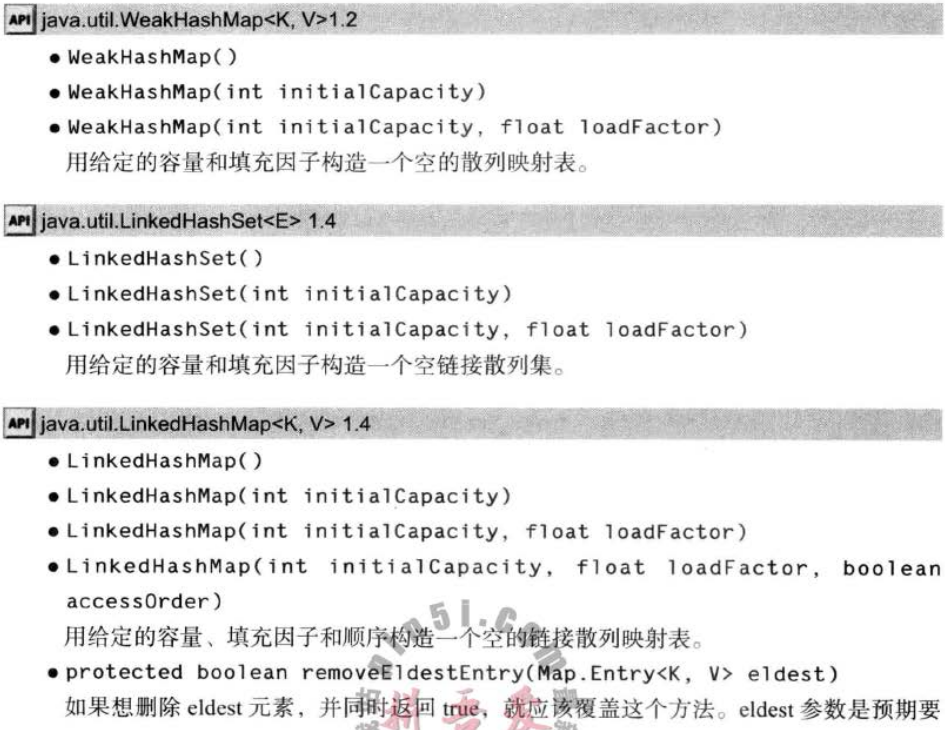 API java.util.WeakHashMap<K, V>1.2
• WeakHashMap()
• WeakHashMap(int initialCapacity)
• WeakHashMap(int initialCapacity, float loadFactor)
用给定的容量和填充因子构造一个空的散列映射表。
API java.util.LinkedHashSet<E> 1.4
• LinkedHashSet()
• LinkedHashSet(int initialCapacity)
• LinkedHashSet(int initialCapacity, float loadFactor)
用给定的容量和填充因子构造一个空链接散列集。
API java.util.LinkedHashMap<K, V> 1.4
• LinkedHashMap()
• LinkedHashMap(int initialCapacity)
• LinkedHashMap(int initialCapacity, float loadFactor)
• LinkedHashMap(int initialCapacity, float loadFactor, boolean
accessOrder)
用给定的容量、填充因子和顺序构造一个空的链接散列映射表。
• protected boolean removeEldestEntry(Map.Entry<K, V> eldest)
如果想删除 eldest 元素，并同时返回 true，就应该覆盖这个方法。eldest 参数是预期要